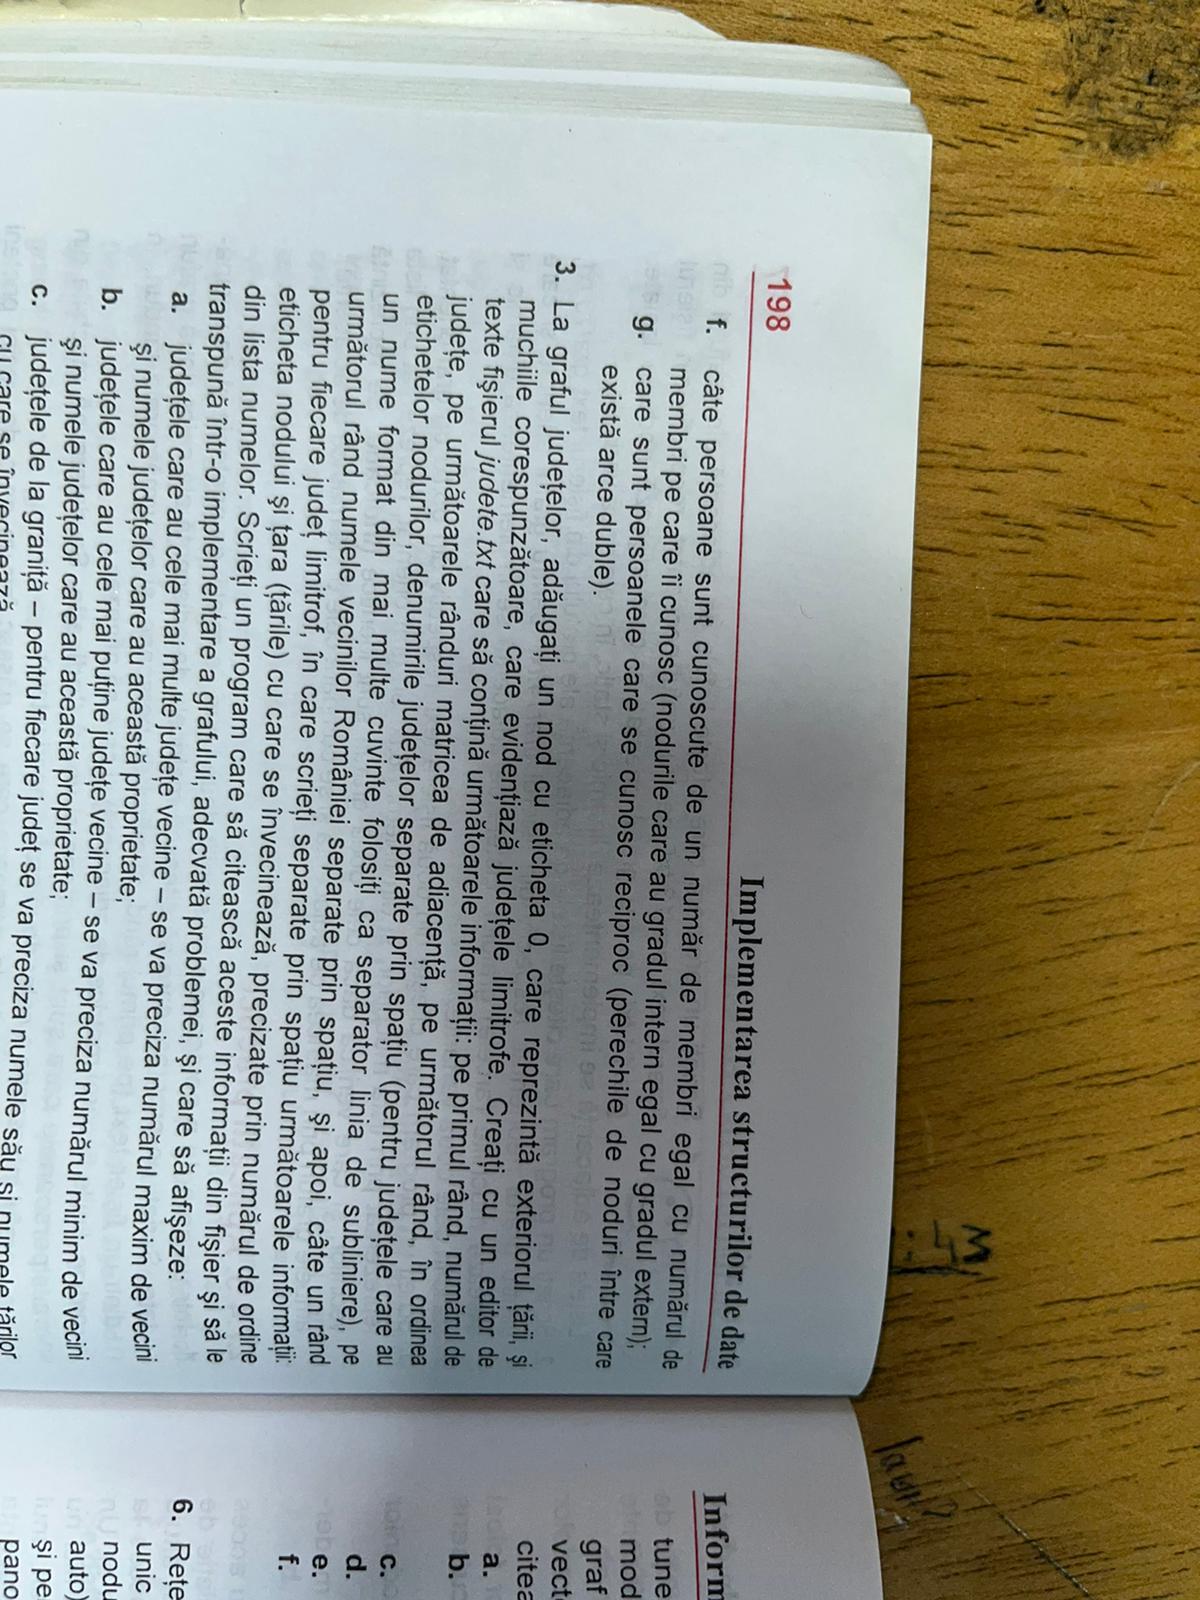 M
198
Implementarea structurilor de date
f. câte persoane sunt cunoscute de un număr de membri egal cu numărul de
membri pe care îi cunosc (nodurile care au gradul intern egal cu gradul extern);
g. care sunt persoanele care se cunosc reciproc (perechile de noduri între care
există arce duble).
3. La graful județelor, adăugați un nod cu eticheta 0, care reprezintă exteriorul țării, și
muchiile corespunzătoare, care evidențiază județele limitrofe. Creați cu un editor de
texte fișierul judete.txt care să conțină următoarele informații: pe primul rând, numărul de
județe, pe următoarele rânduri matricea de adiacență, pe următorul rând, în ordinea
etichetelor nodurilor, denumirile județelor separate prin spațiu (pentru județele care au
un nume format din mai multe cuvinte folosiți ca separator linia de subliniere), pe
următorul rând numele vecinilor României separate prin spațiu, și apoi, câte un rând
pentru fiecare județ limitrof, în care scrieți separate prin spațiu următoarele informații:
eticheta nodului și țara (țările) cu care se învecinează, precizate prin numărul de ordine
din lista numelor. Scrieți un program care să citească aceste informații din fișier și să le
transpună într-o implementare a grafului, adecvată problemei, și care să afișeze:
a. județele care au cele mai multe județe vecine – se va preciza numărul maxim de vecini
și numele județelor care au această proprietate;
b. județele care au cele mai puține județe vecine – se va preciza numărul minim de vecini
și numele județelor care au această proprietate;
c. județele de la graniță – pentru fiecare județ se va preciza numele său și numele țărilor
cu care se învecinează
Inform
tune
mod
graf
vect
citea
a.
b.
c.
d.
e.
f.
6. Rețe
unic
nodu
auto)
și pe
pano